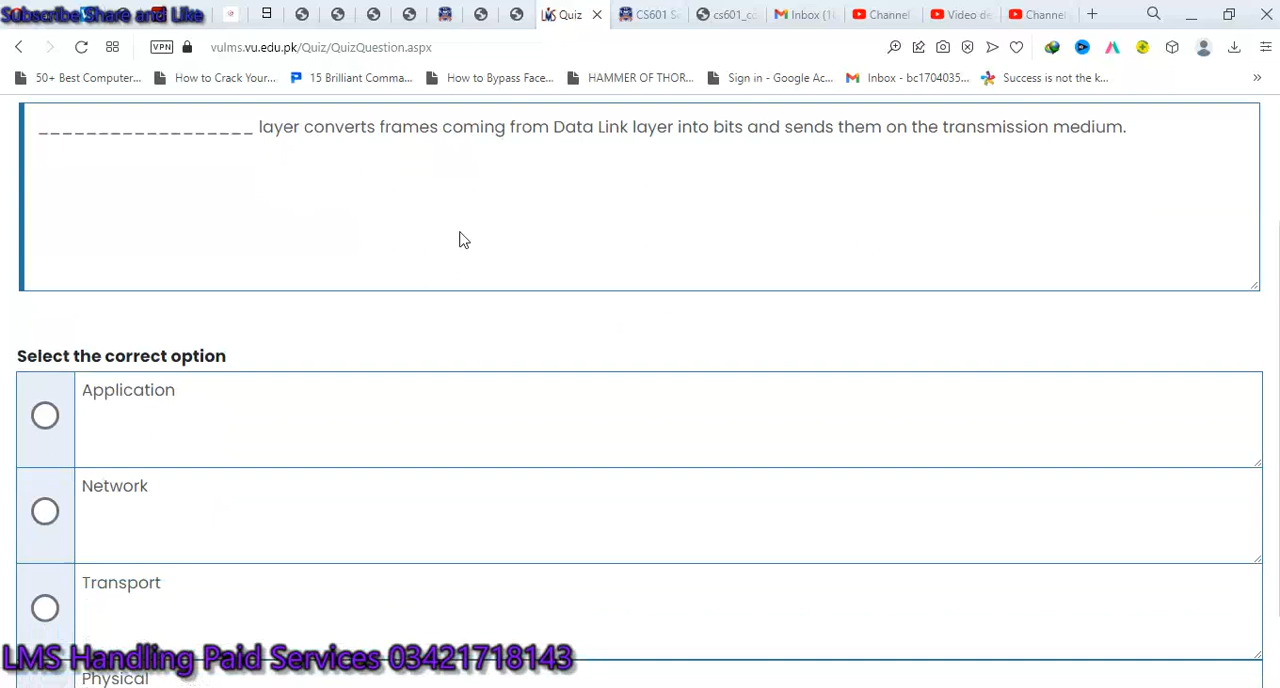 Subscribe Share and Like
Quiz
CS601 S
cs601_co
Inbox (1
Channel
Video de
Channel
VPN
vulms.vu.edu.pk/Quiz/QuizQuestion.aspx
50+ Best Computer...
How to Crack Your...
15 Brilliant Comma...
How to Bypass Face...
HAMMER OF THOR...
Sign in - Google Ac...
Inbox - bc1704035...
Success is not the k...
__________________ layer converts frames coming from Data Link layer into bits and sends them on the transmission medium.
Select the correct option
Application
Network
Transport
LMS Handling Paid Services 03421718143
Physical